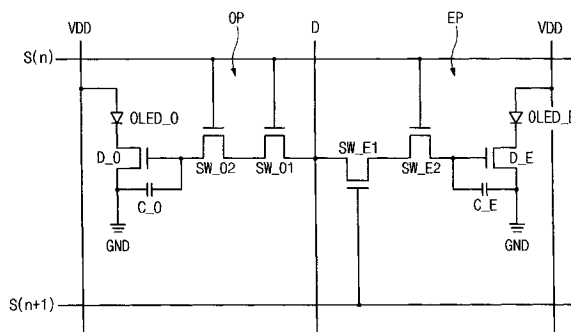 OP
D
EP
VDD
VDD
S(n)
OLED_O
OLED_E
D_O
SW_O2
SW_O1
SW_E1
SW_E2
D_E
C_O
C_E
GND
GND
S(n+1)